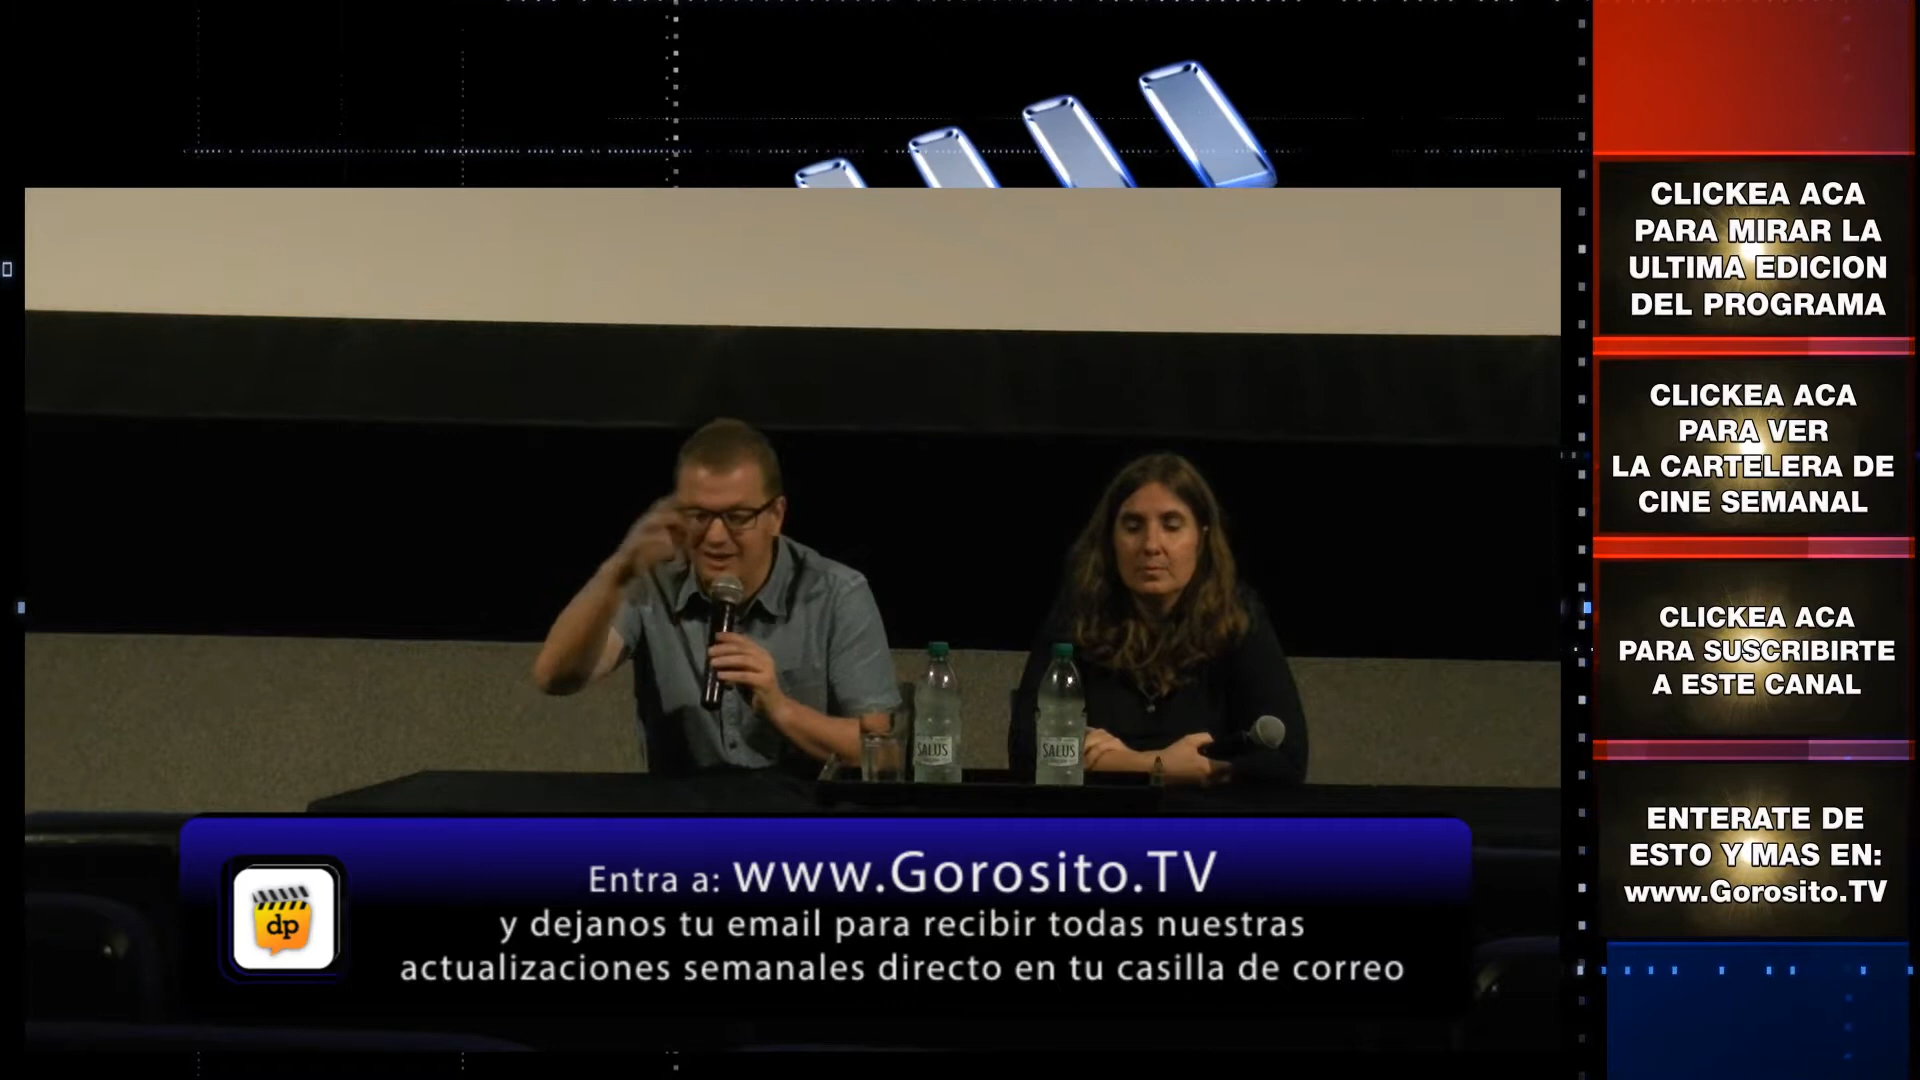 CLICKEA ACA
PARA MIRAR LA
ULTIMA EDICION
DEL PROGRAMA
CLICKEA ACA
PARA VER
LA CARTELERA DE
CINE SEMANAL
CLICKEA ACA
PARA SUSCRIBIRTE
A ESTE CANAL
ENTERATE DE
ESTO Y MAS EN:
www.Gorosito.TV
SALUS
SALUS
Entra a: www.Gorosito.TV
y dejanos tu email para recibir todas nuestras
actualizaciones semanales directo en tu casilla de correo
dp